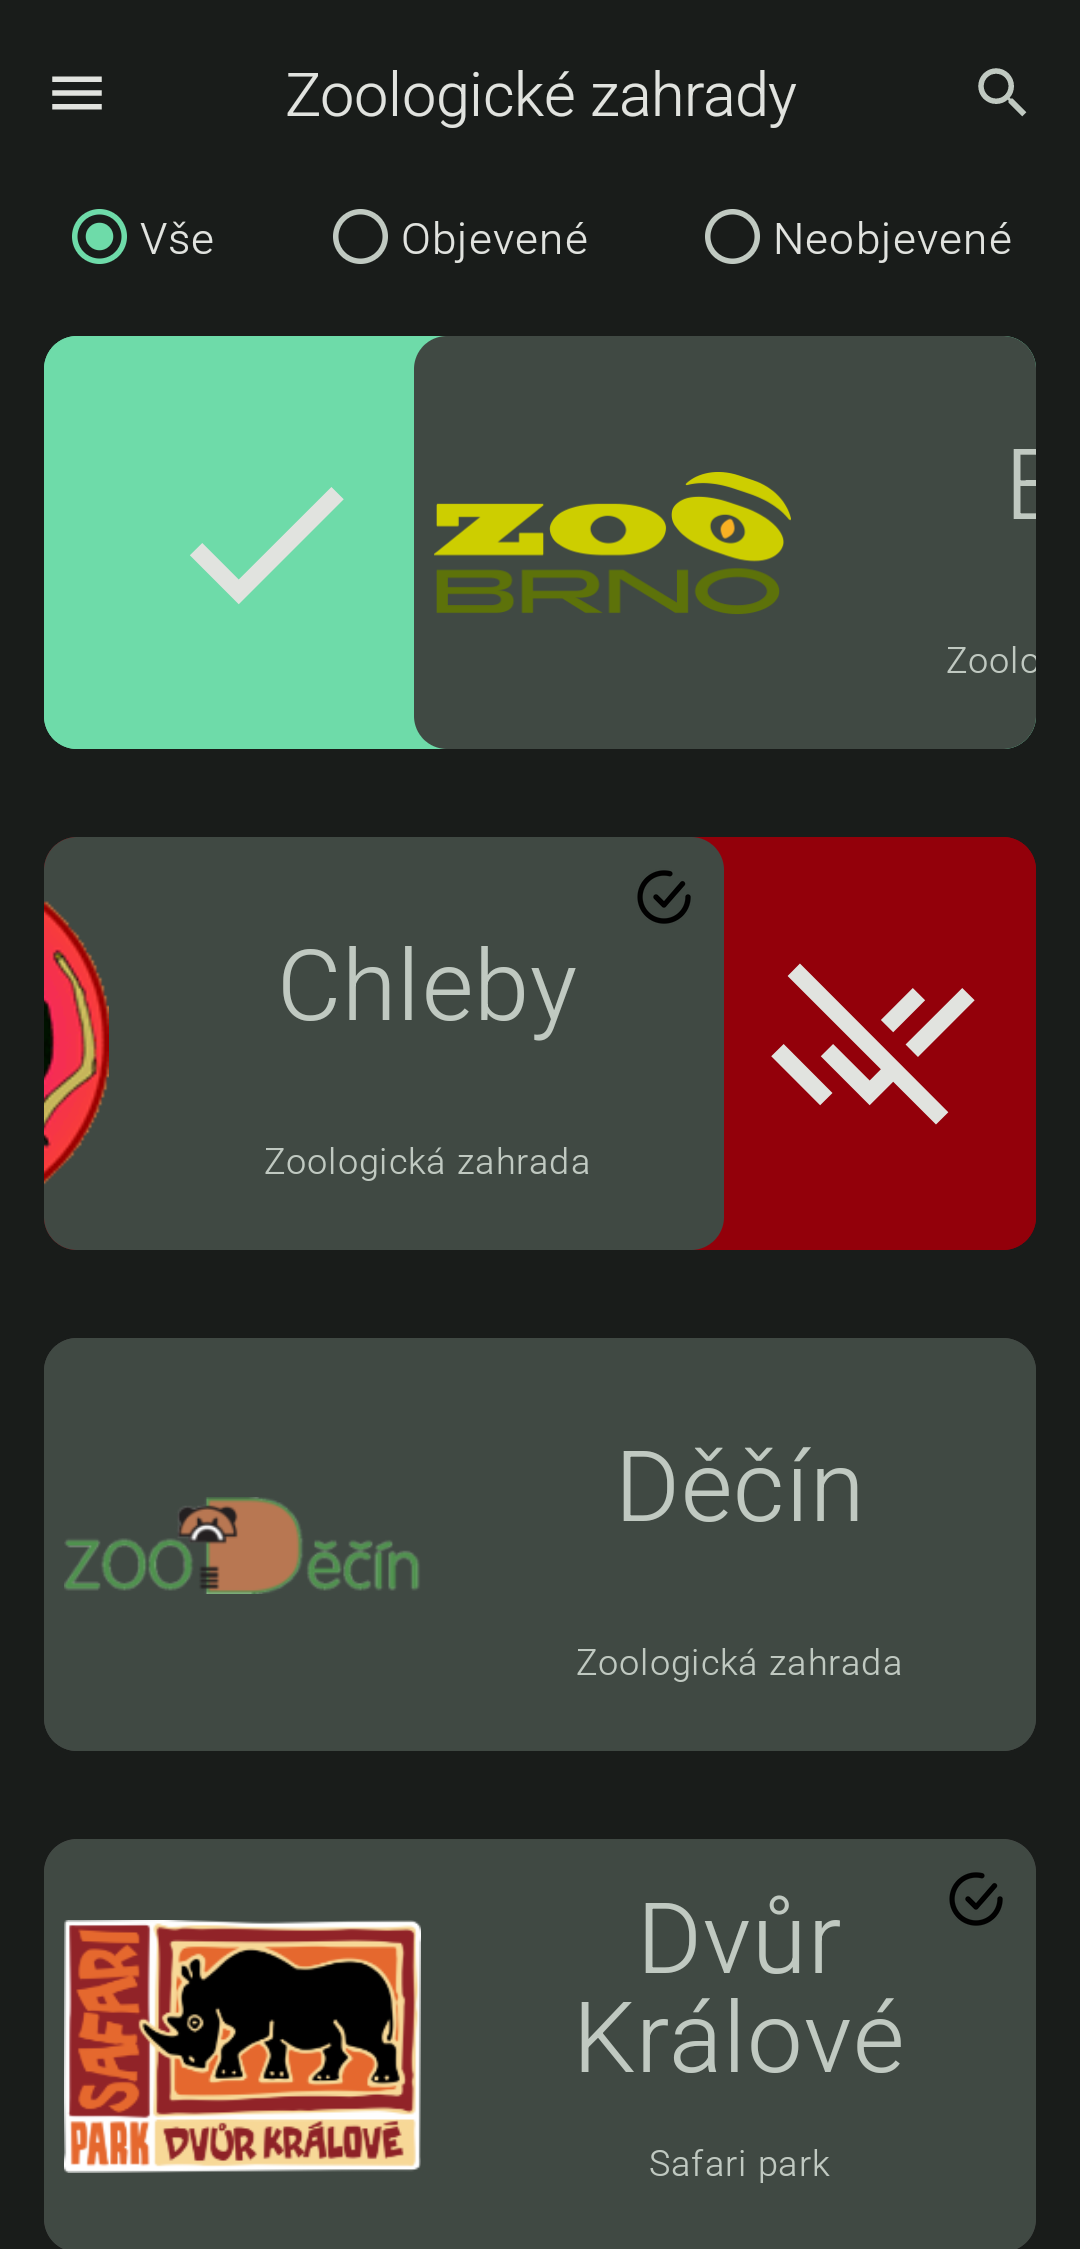 Zoologické zahrady
Vše
Objevené
Neobjevené
ZOO
BRNO
Chleby
Zoologická zahrada
Děčín
ZOO Děčín
Zoologická zahrada
Dvůr
Králové
SAFARI
PARK DVŮR KRÁLOVÉ
Safari park